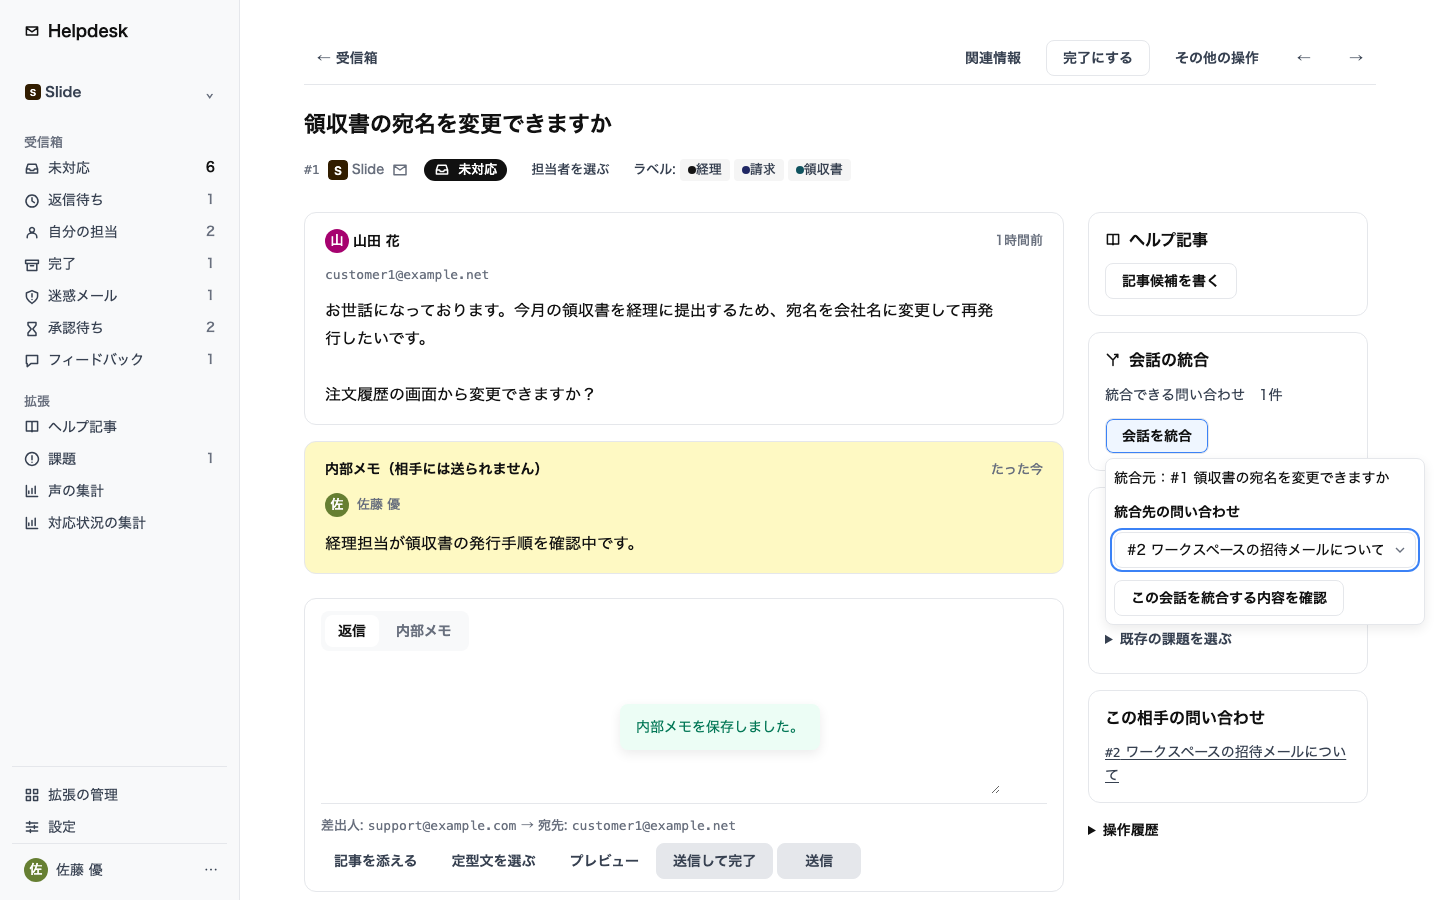 Helpdesk
S Slide
受信箱
未対応 6
返信待ち 1
自分の担当 2
完了 1
迷惑メール 1
承認待ち 2
フィードバック 1
拡張
ヘルプ記事
課題 1
声の集計
対応状況の集計
拡張の管理
設定
佐 佐藤 優 …
← 受信箱 関連情報 完了にする その他の操作 ← →
領収書の宛名を変更できますか
#1 S Slide 未対応 担当者を選ぶ ラベル: 経理 請求 領収書
山 山田 花 1時間前
customer1@example.net
お世話になっております。今月の領収書を経理に提出するため、宛名を会社名に変更して再発
行したいです。
注文履歴の画面から変更できますか？
内部メモ（相手には送られません） たった今
佐 佐藤 優
経理担当が領収書の発行手順を確認中です。
返信 内部メモ
内部メモを保存しました。
差出人: support@example.com → 宛先: customer1@example.net
記事を添える 定型文を選ぶ プレビュー 送信して完了 送信
ヘルプ記事
記事候補を書く
会話の統合
統合できる問い合わせ 1件
会話を統合
統合元：#1 領収書の宛名を変更できますか
統合先の問い合わせ
#2 ワークスペースの招待メールについて
この会話を統合する内容を確認
▶ 既存の課題を選ぶ
この相手の問い合わせ
#2 ワークスペースの招待メールについ
て
▶ 操作履歴